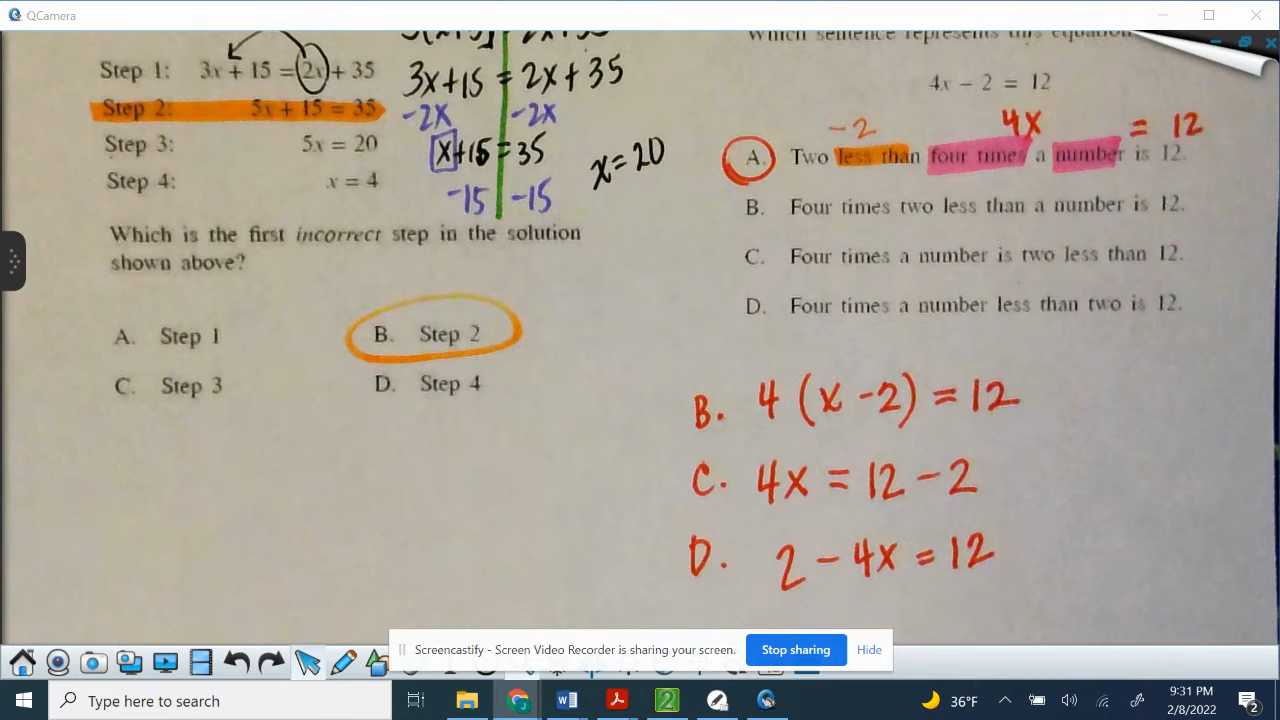 QCamera
Step 1: 3x + 15 = 2x + 35
Step 2: 5x + 15 = 35
Step 3: 5x = 20
Step 4: x = 4
Which is the first incorrect step in the solution
shown above?
A. Step 1
B. Step 2
C. Step 3
D. Step 4
3x+15 = 2x+35
-2x -2x
x+15 = 35
-15 -15
x=20
Which sentence represents this equation
4x − 2 = 12
-2 4x = 12
A. Two less than four times a number is 12.
B. Four times two less than a number is 12.
C. Four times a number is two less than 12.
D. Four times a number less than two is 12.
B. 4 (x-2) = 12
C. 4x = 12-2
D. 2 - 4x = 12
Screencastify - Screen Video Recorder is sharing your screen.
Stop sharing
Hide
Type here to search
36°F
9:31 PM
2/8/2022
2